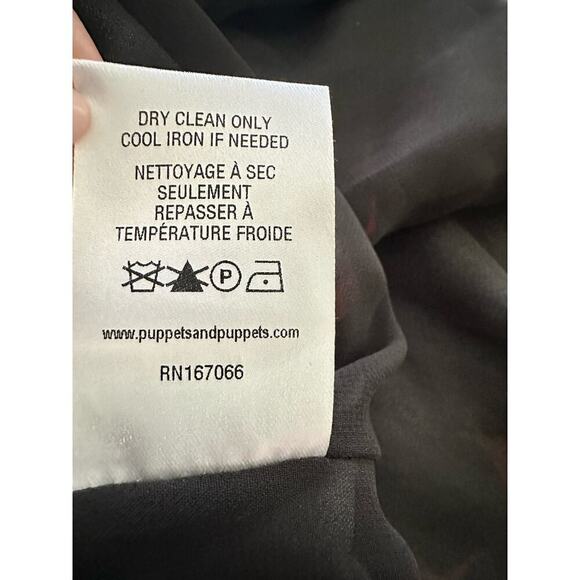 DRY CLEAN ONLY
COOL IRON IF NEEDED
NETTOYAGE À SEC
SEULEMENT
REPASSER À
TEMPÉRATURE FROIDE
P
www.puppetsandpuppets.com
RN167066